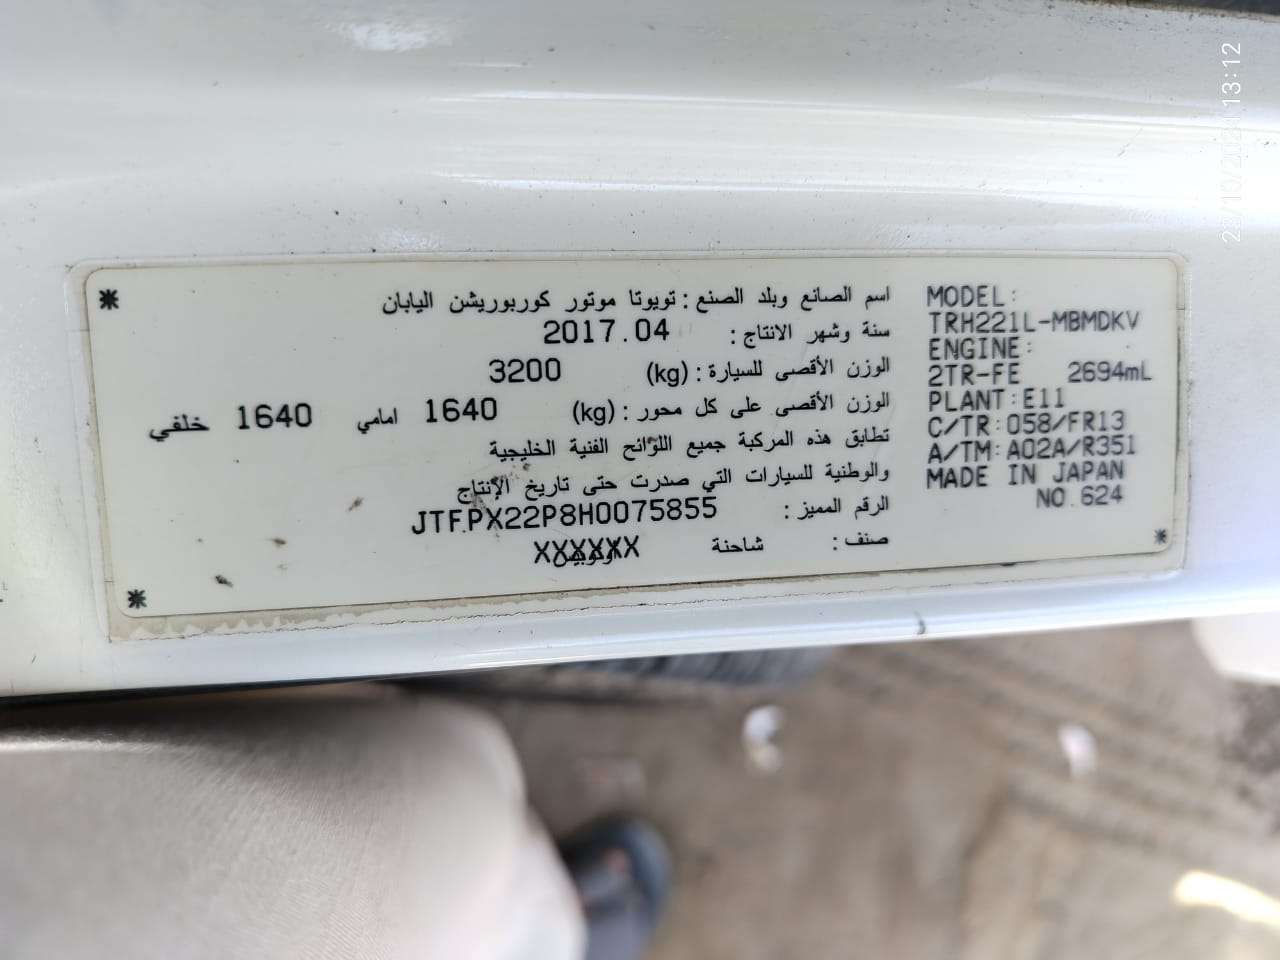 اسم الصانع وبلد الصنع : تويوتا موتور كوربوريشن اليابان
سنة وشهر الانتاج : 2017.04
الوزن الأقصى للسيارة : (kg) 3200
الوزن الأقصى على كل محور : (kg) 1640 امامي 1640 خلفي
تطابق هذه المركبة جميع اللوائح الفنية الخليجية
والوطنية للسيارات التي صدرت حتى تاريخ الإنتاج
الرقم المميز : JTFPX22P8H0075855
صنف : شاحنة XXXXXX
MODEL:
TRH221L-MBMDKV
ENGINE:
2TR-FE 2694mL
PLANT:E11
C/TR:058/FR13
A/TM:A02A/R351
MADE IN JAPAN
NO.624
13:12